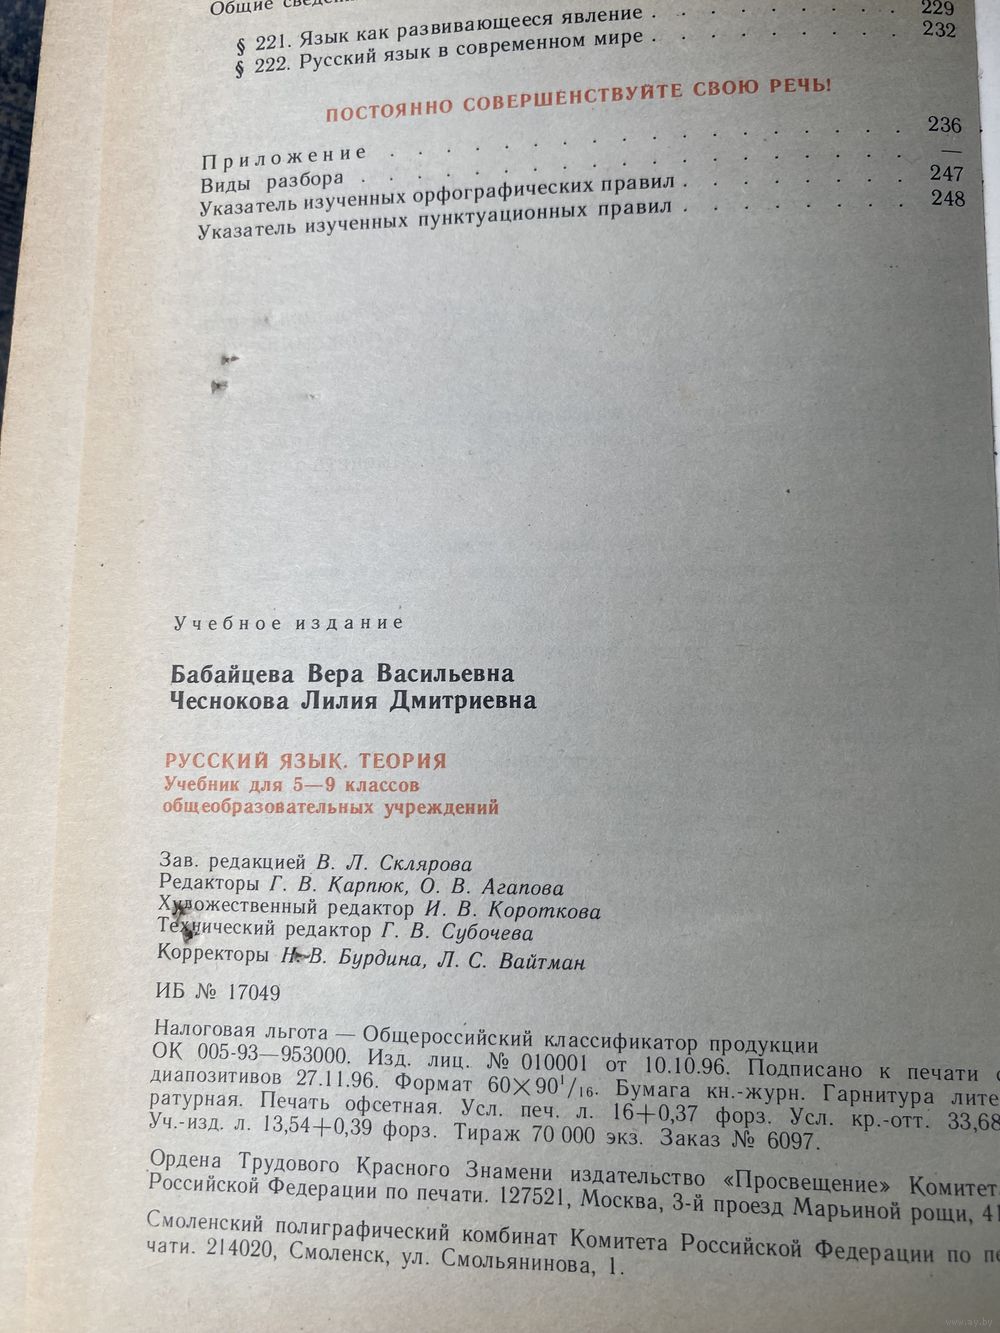 Общие
§ 221. Язык как развивающееся явление . . . . . . . . 229
§ 222. Русский язык в современном мире . . . . . . . . 232
ПОСТОЯННО СОВЕРШЕНСТВУЙТЕ СВОЮ РЕЧЬ!
Приложение . . . . . . . . . . . . . . . 236
Виды разбора . . . . . . . . . . . . . . . —
Указатель изученных орфографических правил . . . . . . . 247
Указатель изученных пунктуационных правил . . . . . . . 248
Учебное издание
Бабайцева Вера Васильевна
Чеснокова Лилия Дмитриевна
РУССКИЙ ЯЗЫК. ТЕОРИЯ
Учебник для 5—9 классов
общеобразовательных учреждений
Зав. редакцией В. Л. Склярова
Редакторы Г. В. Карпюк, О. В. Агапова
Художественный редактор И. В. Короткова
Технический редактор Г. В. Субочева
Корректоры Н. В. Бурдина, Л. С. Вайтман
ИБ № 17049
Налоговая льгота — Общероссийский классификатор продукции
ОК 005-93—953000. Изд. лиц. № 010001 от 10.10.96. Подписано к печати с
диапозитивов 27.11.96. Формат 60×90¹/₁₆. Бумага кн.-журн. Гарнитура лите
ратурная. Печать офсетная. Усл. печ. л. 16+0,37 форз. Усл. кр.-отт. 33,68
Уч.-изд. л. 13,54+0,39 форз. Тираж 70 000 экз. Заказ № 6097.
Ордена Трудового Красного Знамени издательство «Просвещение» Комитет
Российской Федерации по печати. 127521, Москва, 3-й проезд Марьиной рощи, 41
Смоленский полиграфический комбинат Комитета Российской Федерации по пе
чати. 214020, Смоленск, ул. Смольянинова, 1.
www.ay.by